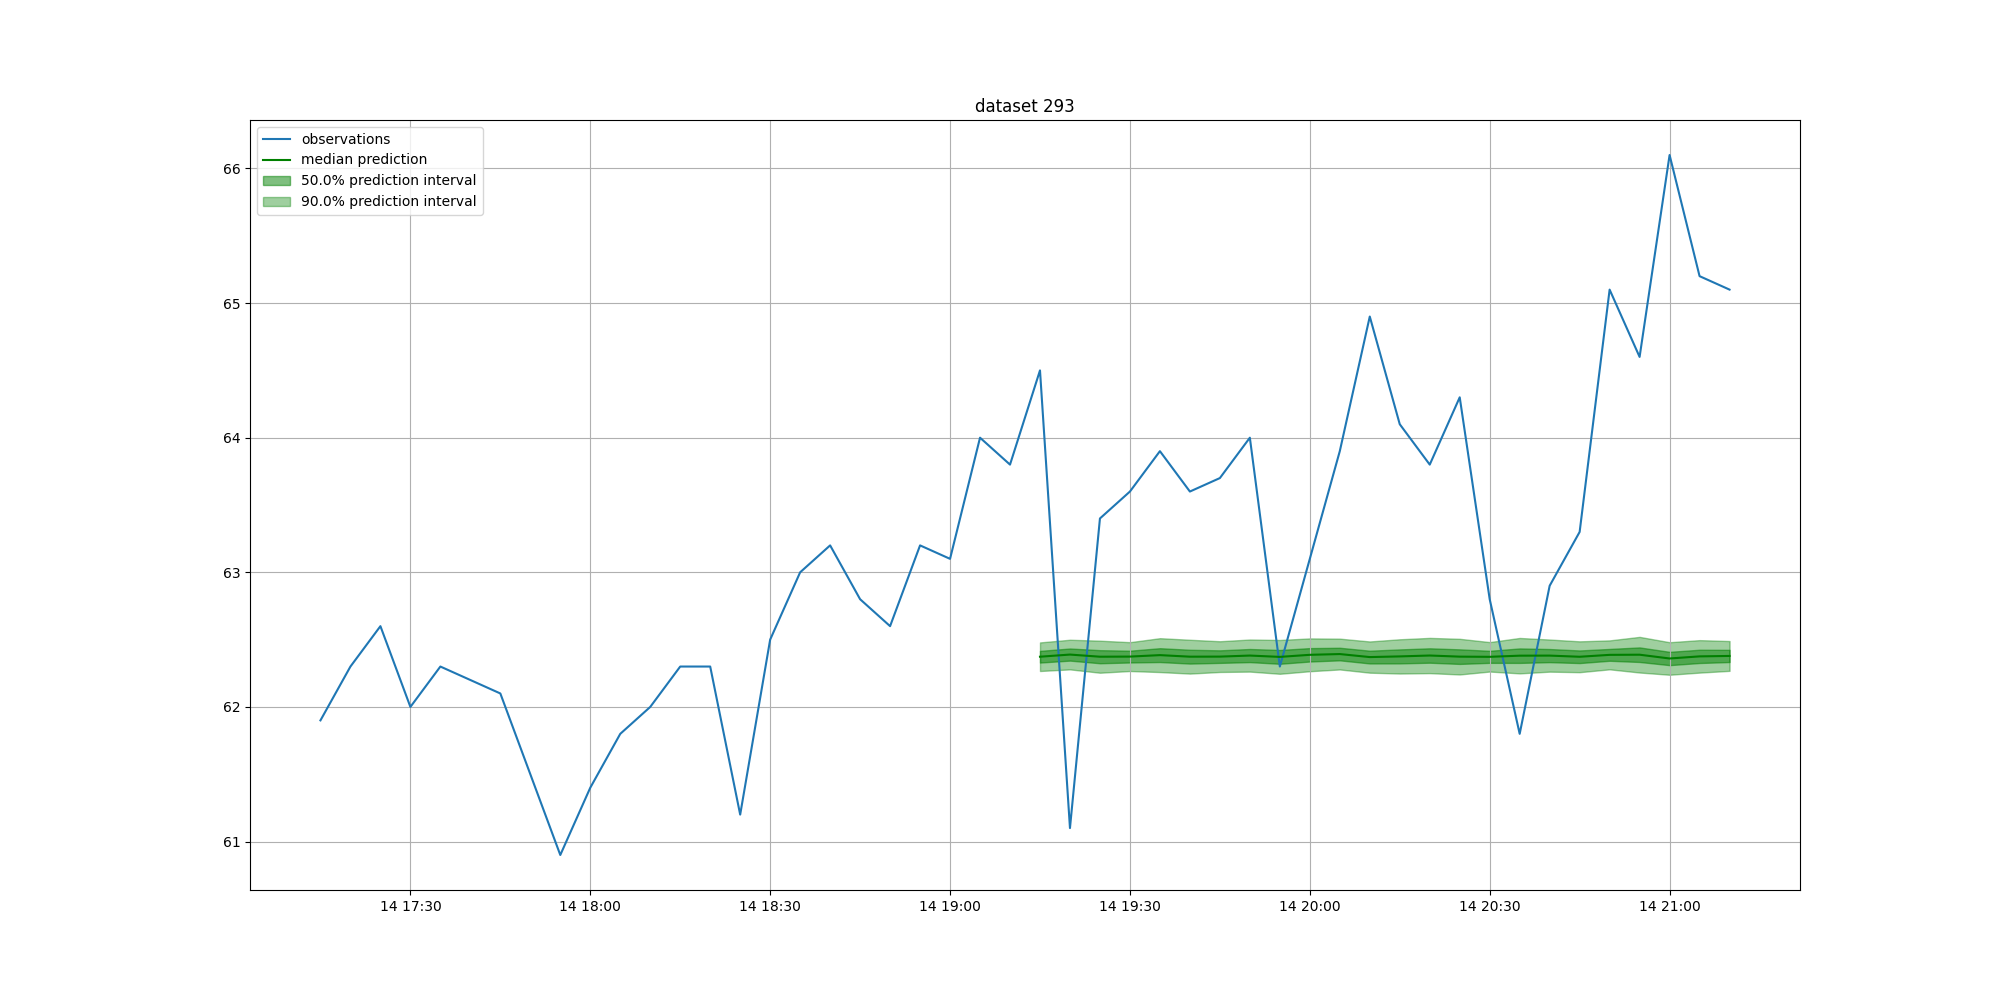 dataset 293
observations
median prediction
50.0% prediction interval
90.0% prediction interval
66
65
64
63
62
61
14 17:30
14 18:00
14 18:30
14 19:00
14 19:30
14 20:00
14 20:30
14 21:00